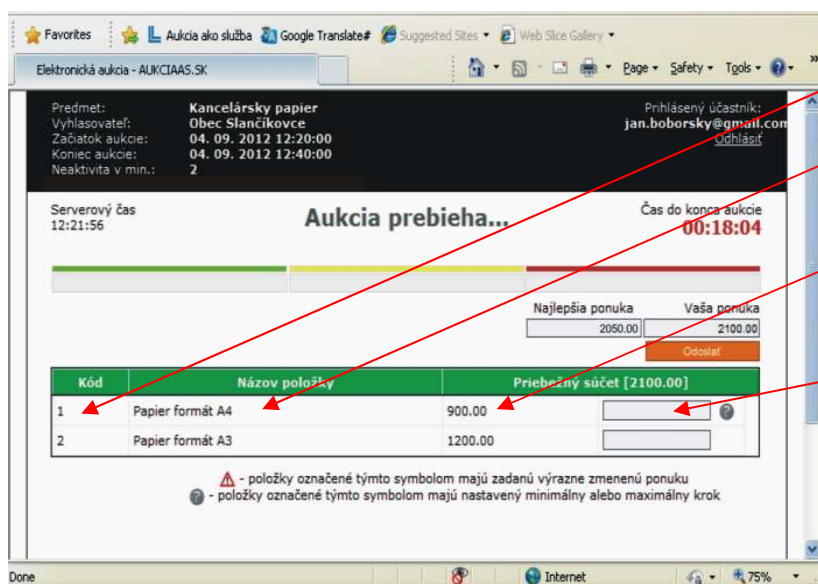 Favorites Aukcia ako služba Google Translate# Suggested Sites Web Slice Gallery
Elektronická aukcia - AUKCIAAS.SK Page Safety Tools »
Predmet: Kancelársky papier Prihlásený účastník:
Vyhlasovateľ: Obec Slančíkovce jan.boborsky@gmail.com
Začiatok aukcie: 04. 09. 2012 12:20:00 Odhlásiť
Koniec aukcie: 04. 09. 2012 12:40:00
Neaktivita v min.: 2
Serverový čas Aukcia prebieha... Čas do konca aukcie
12:21:56 00:18:04
Najlepšia ponuka Vaša ponuka
2050.00 2100.00
Odoslať
Kód Názov položky Priebežný súčet [2100.00]
1 Papier formát A4 900.00
2 Papier formát A3 1200.00
- položky označené týmto symbolom majú zadanú výrazne zmenenú ponuku
- položky označené týmto symbolom majú nastavený minimálny alebo maximálny krok
Done Internet 75%